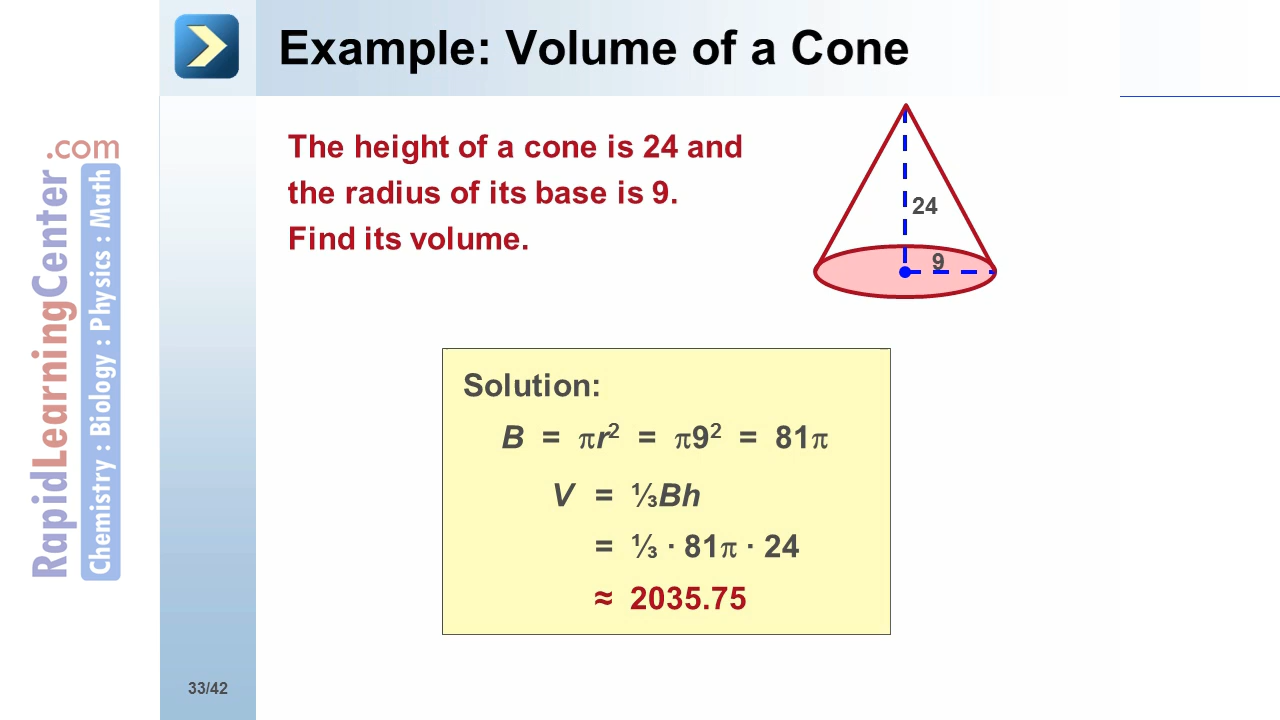 Example: Volume of a Cone
.com
RapidLearningCenter
Chemistry : Biology : Physics : Math
The height of a cone is 24 and
the radius of its base is 9.
Find its volume.
24
9
Solution:
B = πr² = π9² = 81π
V = ⅓Bh
= ⅓ · 81π · 24
≈ 2035.75
33/42